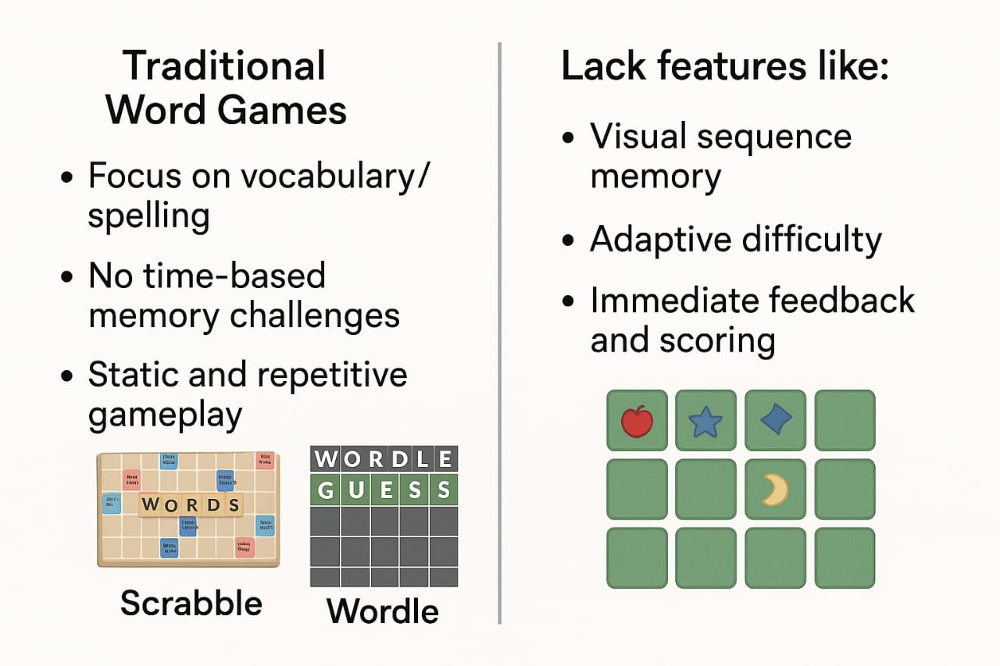 Traditional
Word Games
• Focus on vocabulary/
spelling
• No time-based
memory challenges
• Static and repetitive
gameplay
WORDS
Scrabble
WORDLE
GUESS
Wordle
Lack features like:
• Visual sequence
memory
• Adaptive difficulty
• Immediate feedback
and scoring